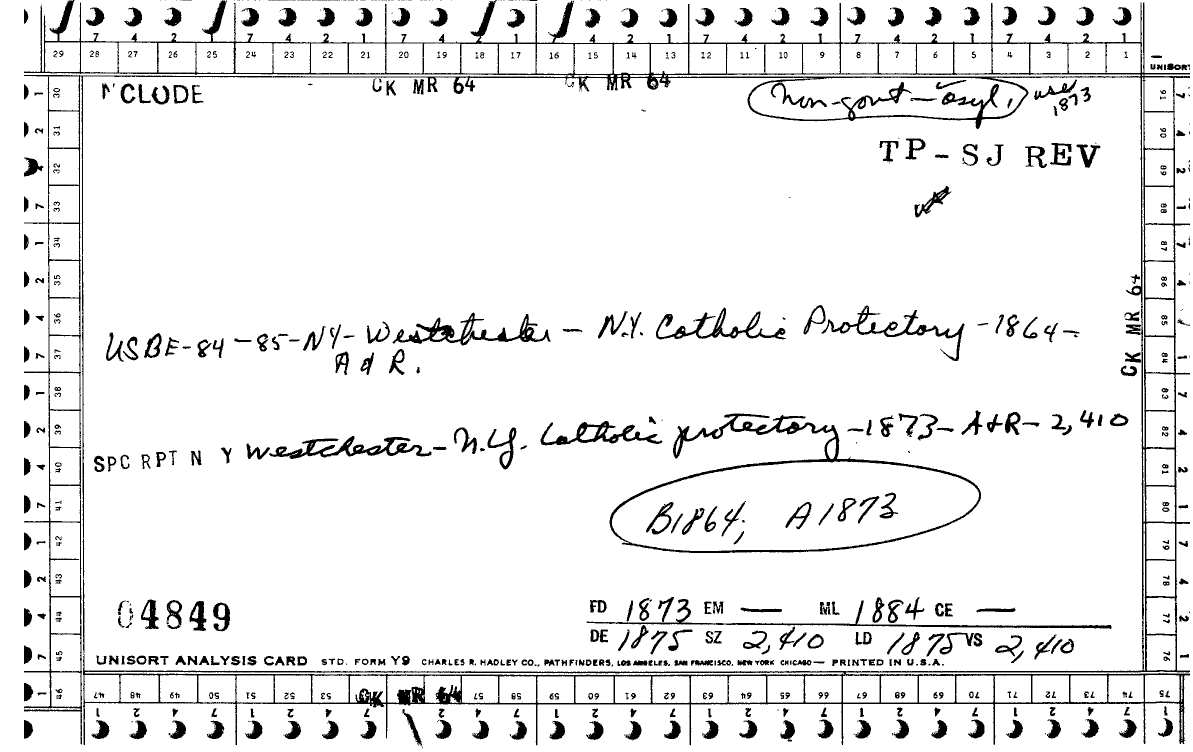 7 4 2 1 7 4 2 1 7 4 2 1 7 4 2 1 7 4 2 1 7 4 2 1 7 4 2 1
29 28 27 26 25 24 23 22 21 20 19 18 17 16 15 14 13 12 11 10 9 8 7 6 5 4 3 2 1
UNISORT
NCLUDE
CK MR 64
CK MR 64
Non-govt-asyl, use 1873
TP-SJ REV
CK MR 64
USBE-84-85-NY-Westchester-N.Y. Catholic Protectory-1864-
A & R.
SPC RPT N Y Westchester-N.Y. Catholic protectory-1873-A&R-2,410
B1864; A1873
04849
FD 1873 EM — ML 1884 CE —
DE 1875 SZ 2,410 LD 1875 VS 2,410
UNISORT ANALYSIS CARD STD. FORM Y9 CHARLES R. HADLEY CO., PATHFINDERS, LOS ANGELES, SAN FRANCISCO, NEW YORK CHICAGO— PRINTED IN U.S.A.
30 31 32 33 34 35 36 37 38 39 40 41 42 43 44 45 46
91 90 89 88 87 86 85 84 83 82 81 80 79 78 77 76 75
47 48 49 50 51 52 53 CK MR 64 57 58 59 60 61 62 63 64 65 66 67 68 69 70 71 72 73 74